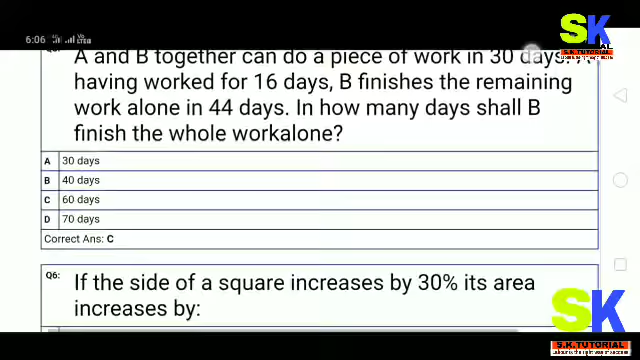 6:06
SK
S.K.TUTORIAL
A and B together can do a piece of work in 30 days. A
having worked for 16 days, B finishes the remaining
work alone in 44 days. In how many days shall B
finish the whole workalone?
A 30 days
B 40 days
C 60 days
D 70 days
Correct Ans: C
Q6: If the side of a square increases by 30% its area
increases by:
SK
S.K.TUTORIAL